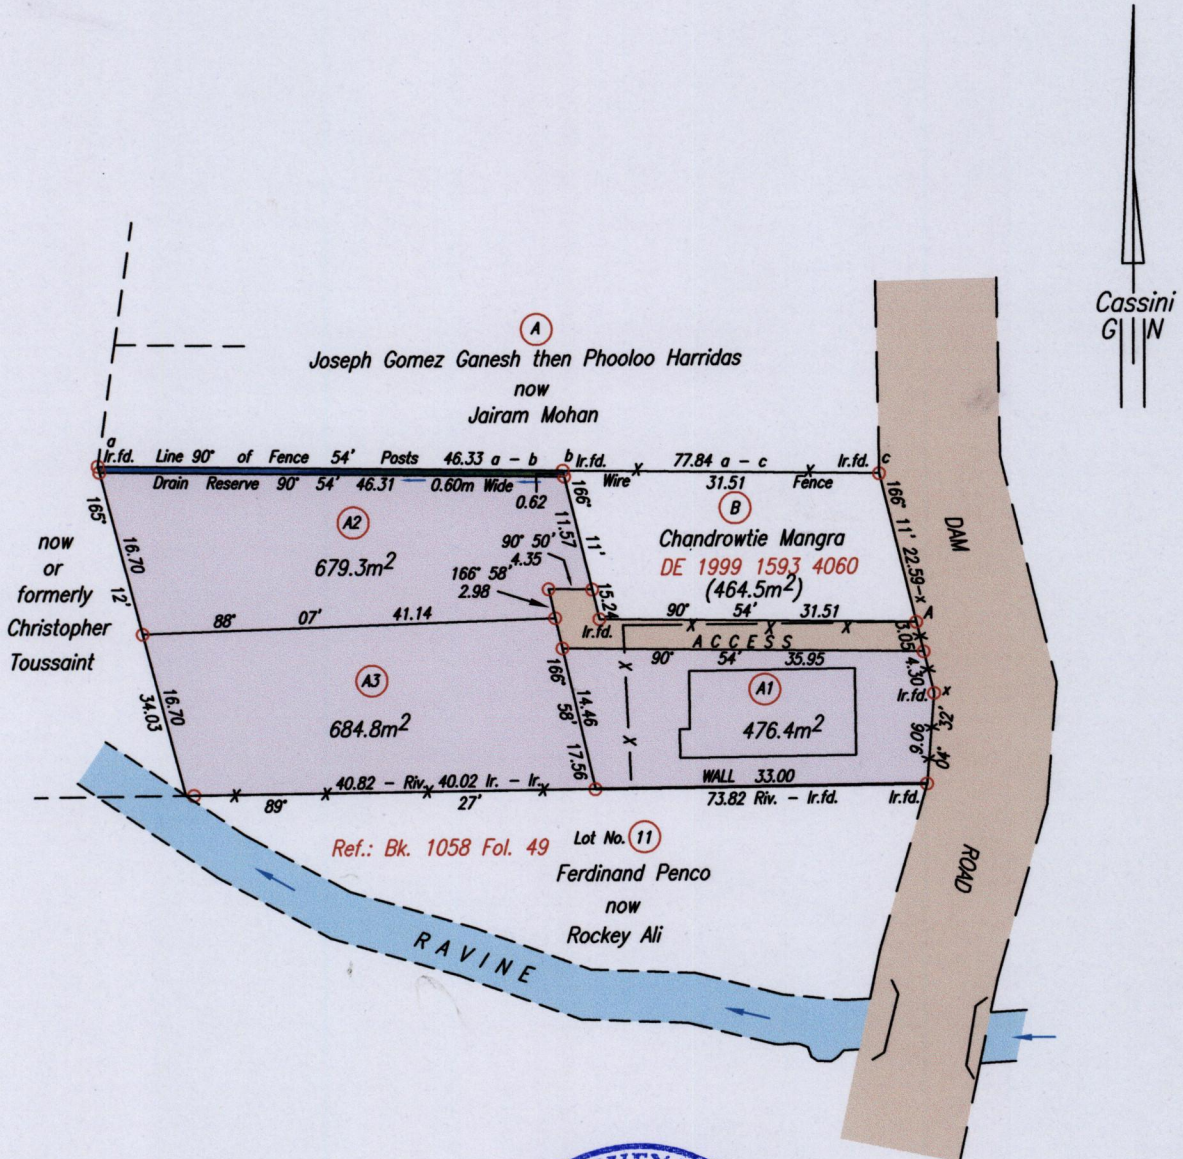 Cassini
G N
A
Joseph Gomez Ganesh then Phooloo Harridas
now
Jairam Mohan
a
Ir.fd. Line 90° of Fence 54' Posts 46.33 a - b
b Ir.fd. 77.84 a - c Ir.fd. c
Drain Reserve 90° 54' 46.31 0.60m Wide
Wire 31.51 Fence
0.62
165° 16.70 12'
A2
679.3m2
166° 11.57 11' 15.24
90° 50'
4.35
166° 58'
2.98
B
Chandrowtie Mangra
DE 1999 1593 4060
(464.5m2)
166° 11' 22.59-x
DAM
now
or
formerly
Christopher
Toussaint
88° 07' 41.14
Ir.fd.
90° 54' 31.51
A
ACCESS
90° 54' 35.95
3.05
4.30
Ir.fd. x
16.70
34.03
A3
684.8m2
166° 58' 14.46
17.56
A1
476.4m2
90.6 04° 32'
40.82 - Riv. 40.02 Ir. - Ir.
89° 27'
WALL 33.00
73.82 Riv. - Ir.fd. Ir.fd.
Ref.: Bk. 1058 Fol. 49
Lot No. 11
Ferdinand Penco
now
Rockey Ali
ROAD
RAVINE